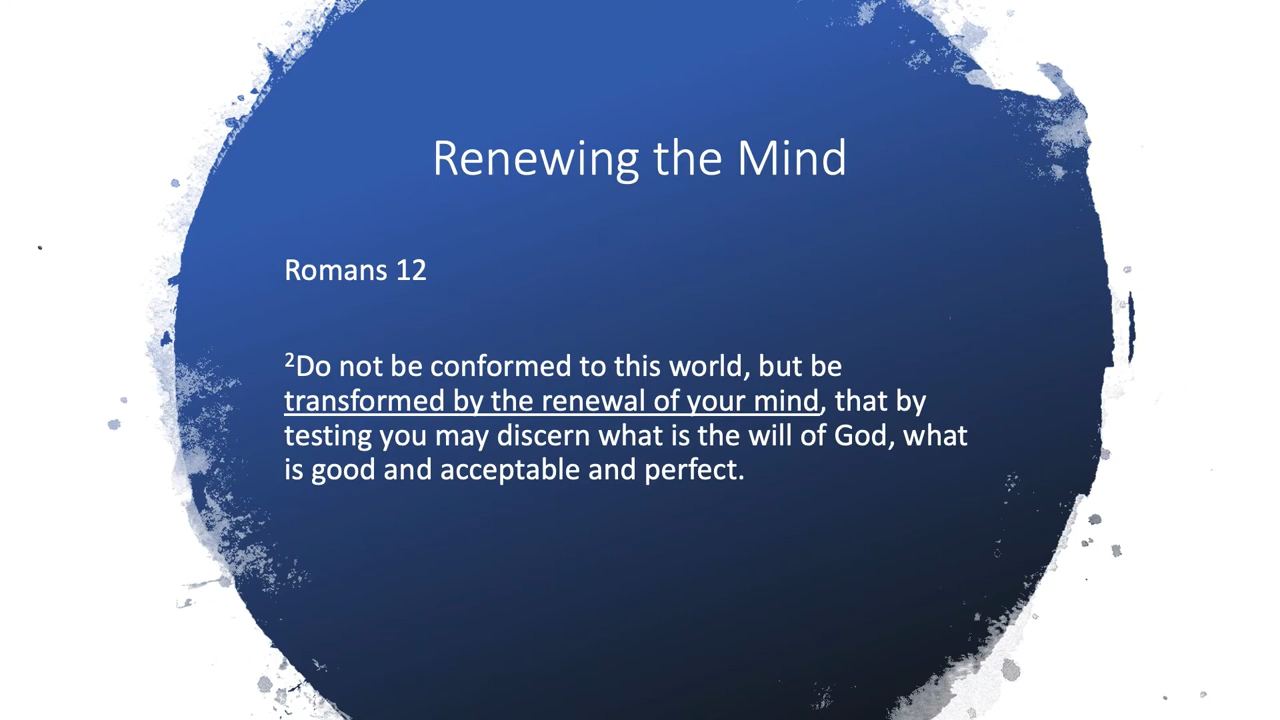 Renewing the Mind
Romans 12
²Do not be conformed to this world, but be
transformed by the renewal of your mind, that by
testing you may discern what is the will of God, what
is good and acceptable and perfect.